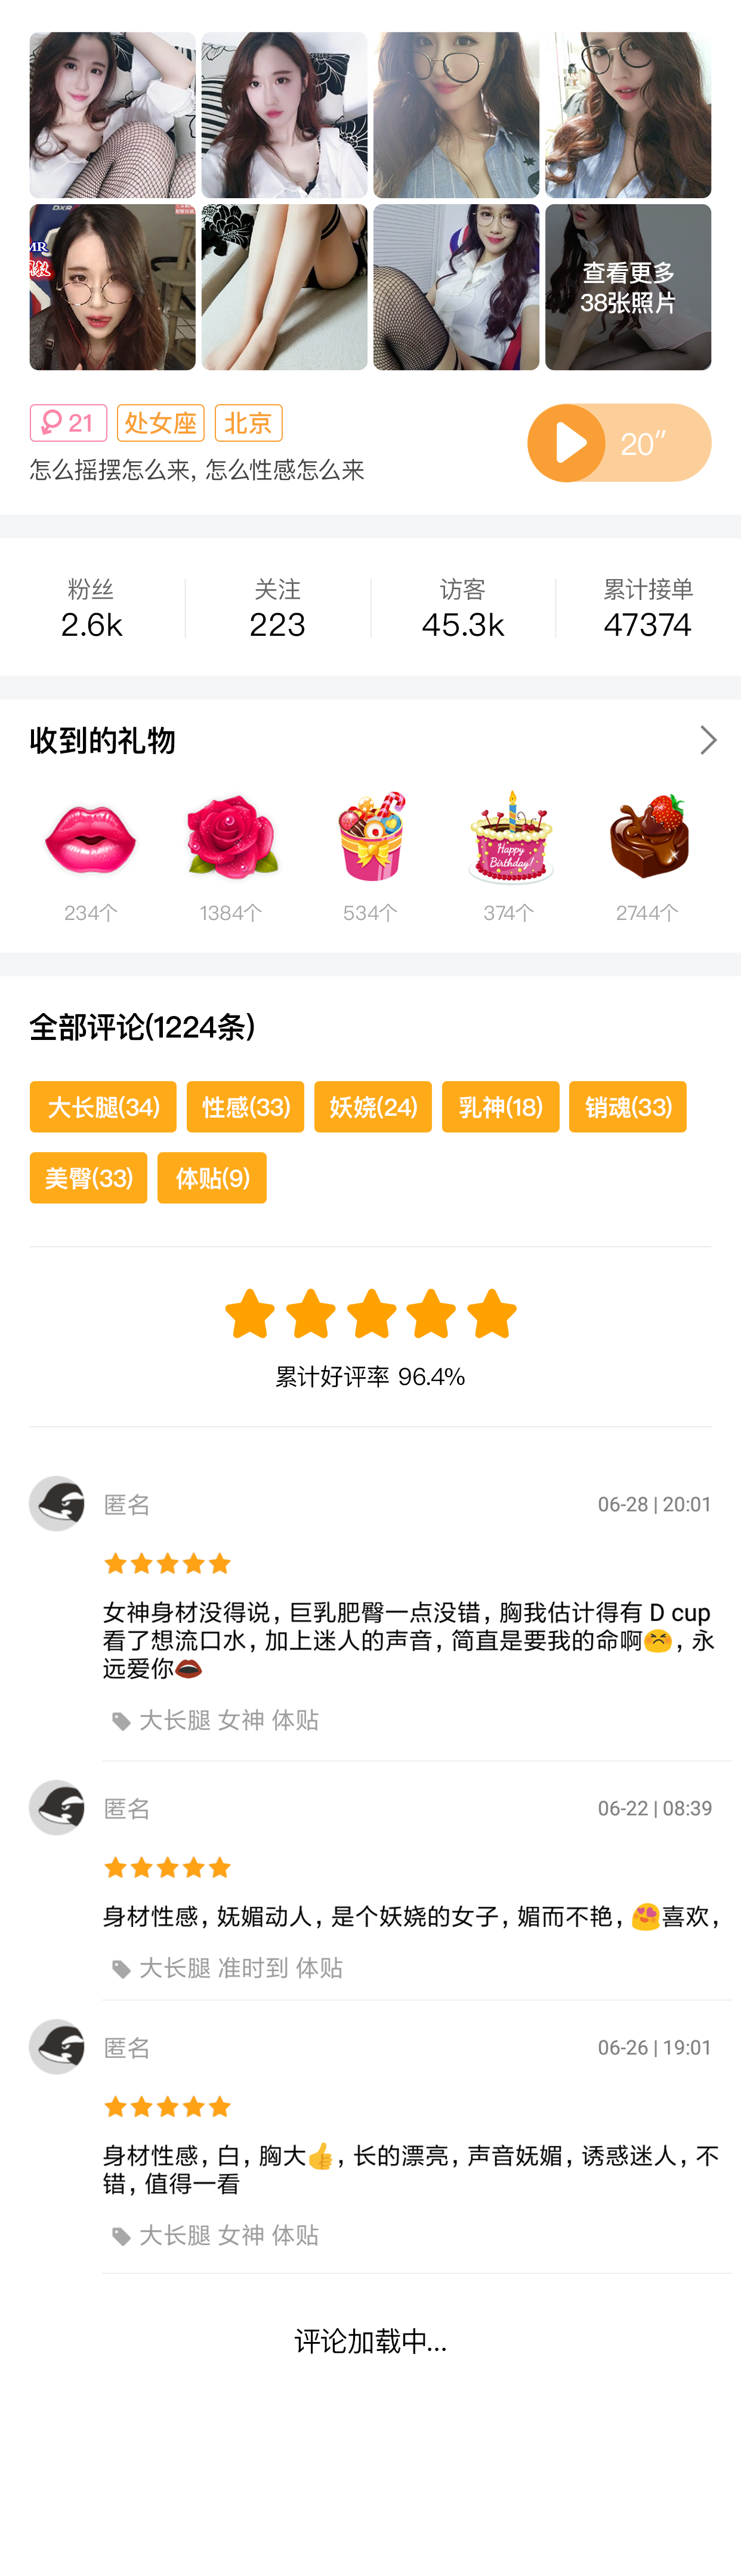 DXR
MR
查看更多
38张照片
21 处女座 北京
怎么摇摆怎么来, 怎么性感怎么来
20″
粉丝 关注 访客 累计接单
2.6k 223 45.3k 47374
收到的礼物
Happy
Birthday!
234个 1384个 534个 374个 2744个
全部评论(1224条)
大长腿(34) 性感(33) 妖娆(24) 乳神(18) 销魂(33)
美臀(33) 体贴(9)
累计好评率 96.4%
匿名 06-28 | 20:01
女神身材没得说, 巨乳肥臀一点没错, 胸我估计得有 D cup
看了想流口水, 加上迷人的声音, 简直是要我的命啊😣, 永
远爱你👄
大长腿 女神 体贴
匿名 06-22 | 08:39
身材性感, 妩媚动人, 是个妖娆的女子, 媚而不艳, 😍喜欢,
大长腿 准时到 体贴
匿名 06-26 | 19:01
身材性感, 白, 胸大👍, 长的漂亮, 声音妩媚, 诱惑迷人, 不
错, 值得一看
大长腿 女神 体贴
评论加载中...